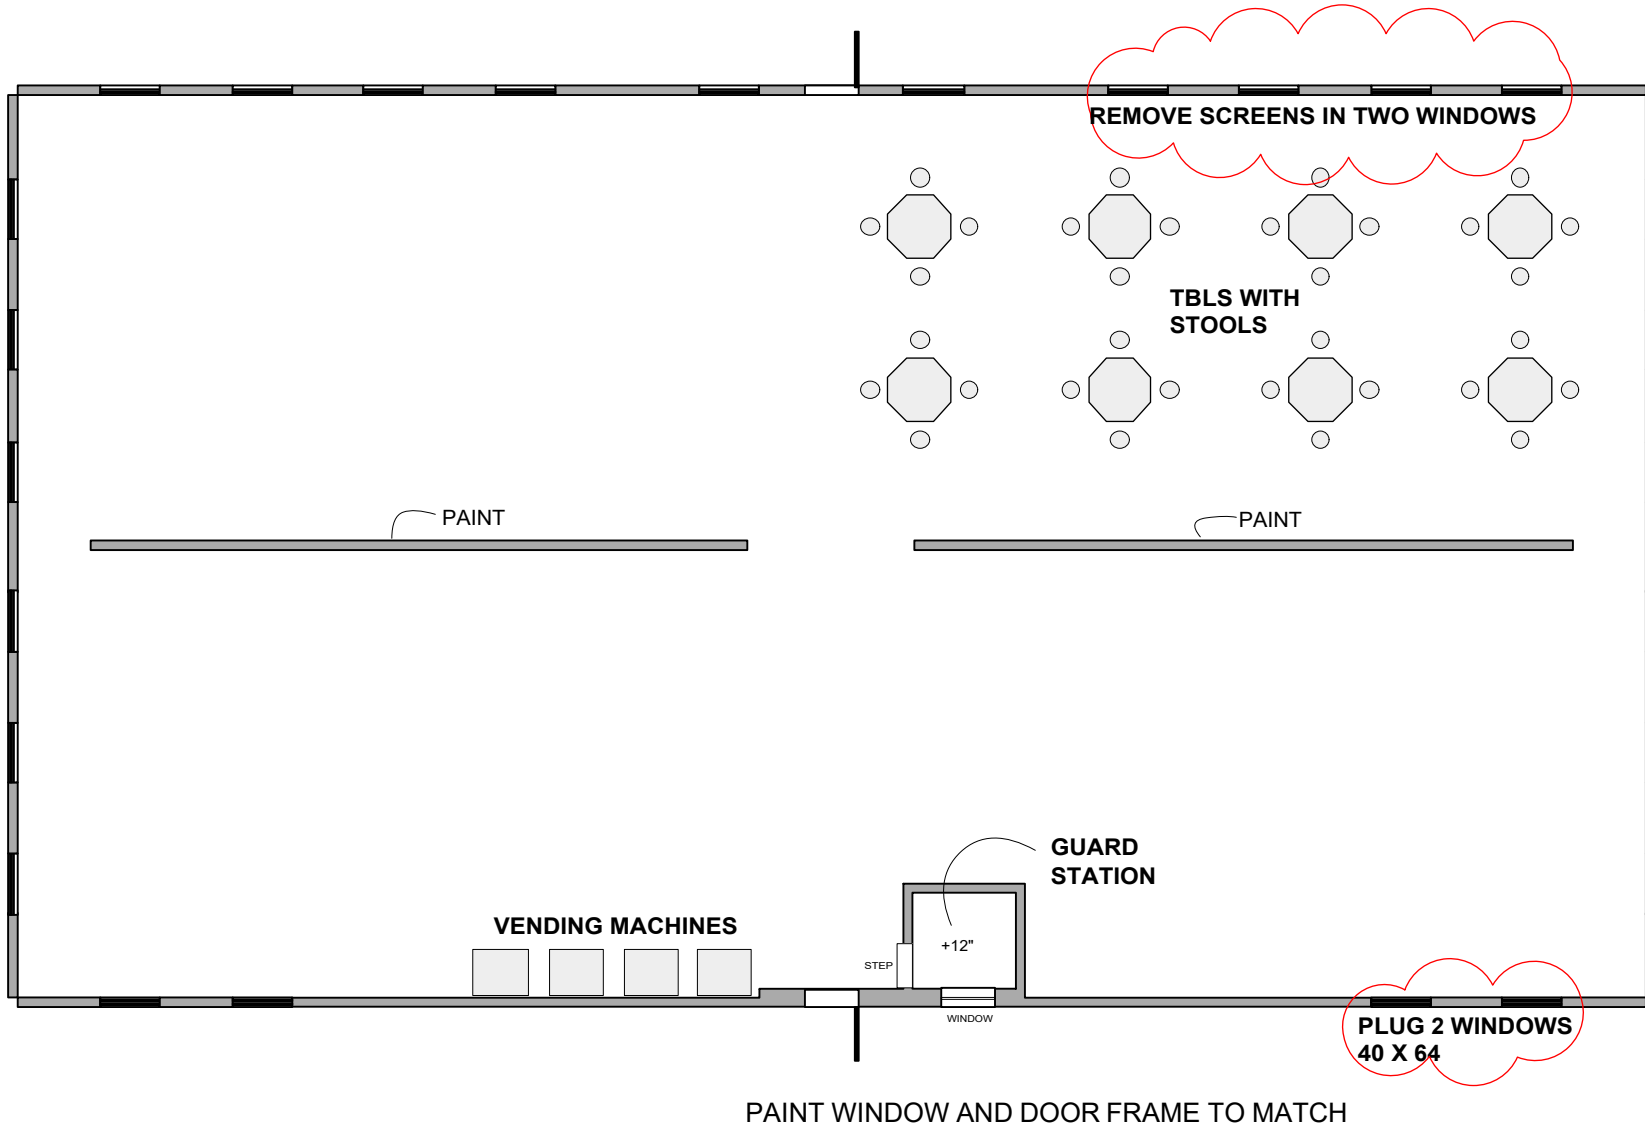 REMOVE SCREENS IN TWO WINDOWS
TBLS WITH
STOOLS
PAINT
PAINT
GUARD
STATION
VENDING MACHINES
+12"
STEP
WINDOW
PLUG 2 WINDOWS
40 X 64
PAINT WINDOW AND DOOR FRAME TO MATCH